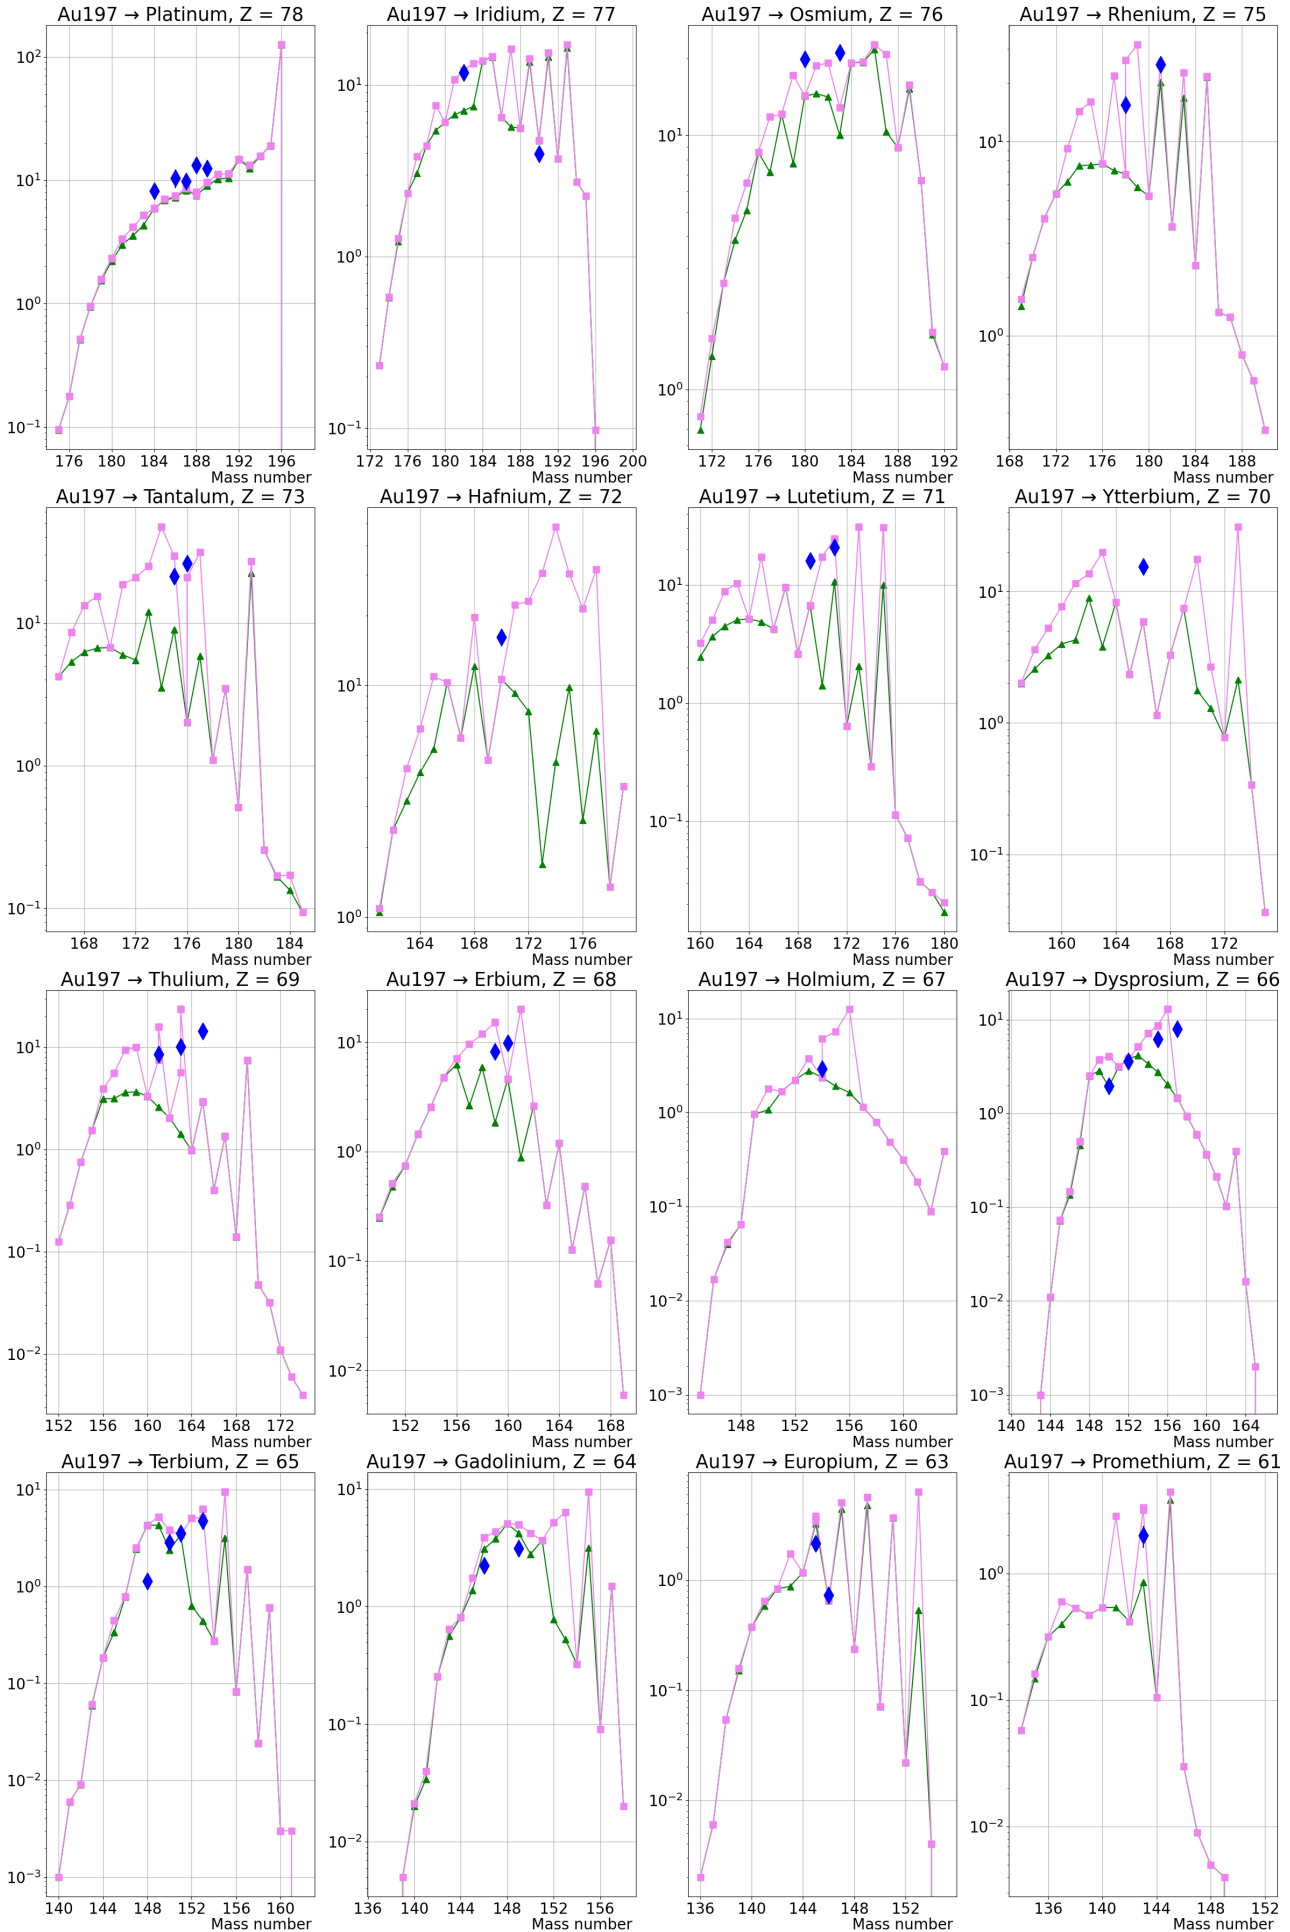 Au197 → Platinum, Z = 78
10²
10¹
10⁰
10⁻¹
176 180 184 188 192 196
Mass number
Au197 → Iridium, Z = 77
10¹
10⁰
10⁻¹
172 176 180 184 188 192 196 200
Mass number
Au197 → Osmium, Z = 76
10¹
10⁰
172 176 180 184 188 192
Mass number
Au197 → Rhenium, Z = 75
10¹
10⁰
168 172 176 180 184 188
Mass number
Au197 → Tantalum, Z = 73
10¹
10⁰
10⁻¹
168 172 176 180 184
Mass number
Au197 → Hafnium, Z = 72
10¹
10⁰
164 168 172 176
Mass number
Au197 → Lutetium, Z = 71
10¹
10⁰
10⁻¹
160 164 168 172 176 180
Mass number
Au197 → Ytterbium, Z = 70
10¹
10⁰
10⁻¹
160 164 168 172
Mass number
Au197 → Thulium, Z = 69
10¹
10⁰
10⁻¹
10⁻²
152 156 160 164 168 172
Mass number
Au197 → Erbium, Z = 68
10¹
10⁰
10⁻¹
10⁻²
152 156 160 164 168
Mass number
Au197 → Holmium, Z = 67
10¹
10⁰
10⁻¹
10⁻²
10⁻³
148 152 156 160
Mass number
Au197 → Dysprosium, Z = 66
10¹
10⁰
10⁻¹
10⁻²
10⁻³
140 144 148 152 156 160 164
Mass number
Au197 → Terbium, Z = 65
10¹
10⁰
10⁻¹
10⁻²
10⁻³
140 144 148 152 156 160
Mass number
Au197 → Gadolinium, Z = 64
10¹
10⁰
10⁻¹
10⁻²
136 140 144 148 152 156
Mass number
Au197 → Europium, Z = 63
10¹
10⁰
10⁻¹
10⁻²
136 140 144 148 152
Mass number
Au197 → Promethium, Z = 61
10⁰
10⁻¹
10⁻²
136 140 144 148 152
Mass number